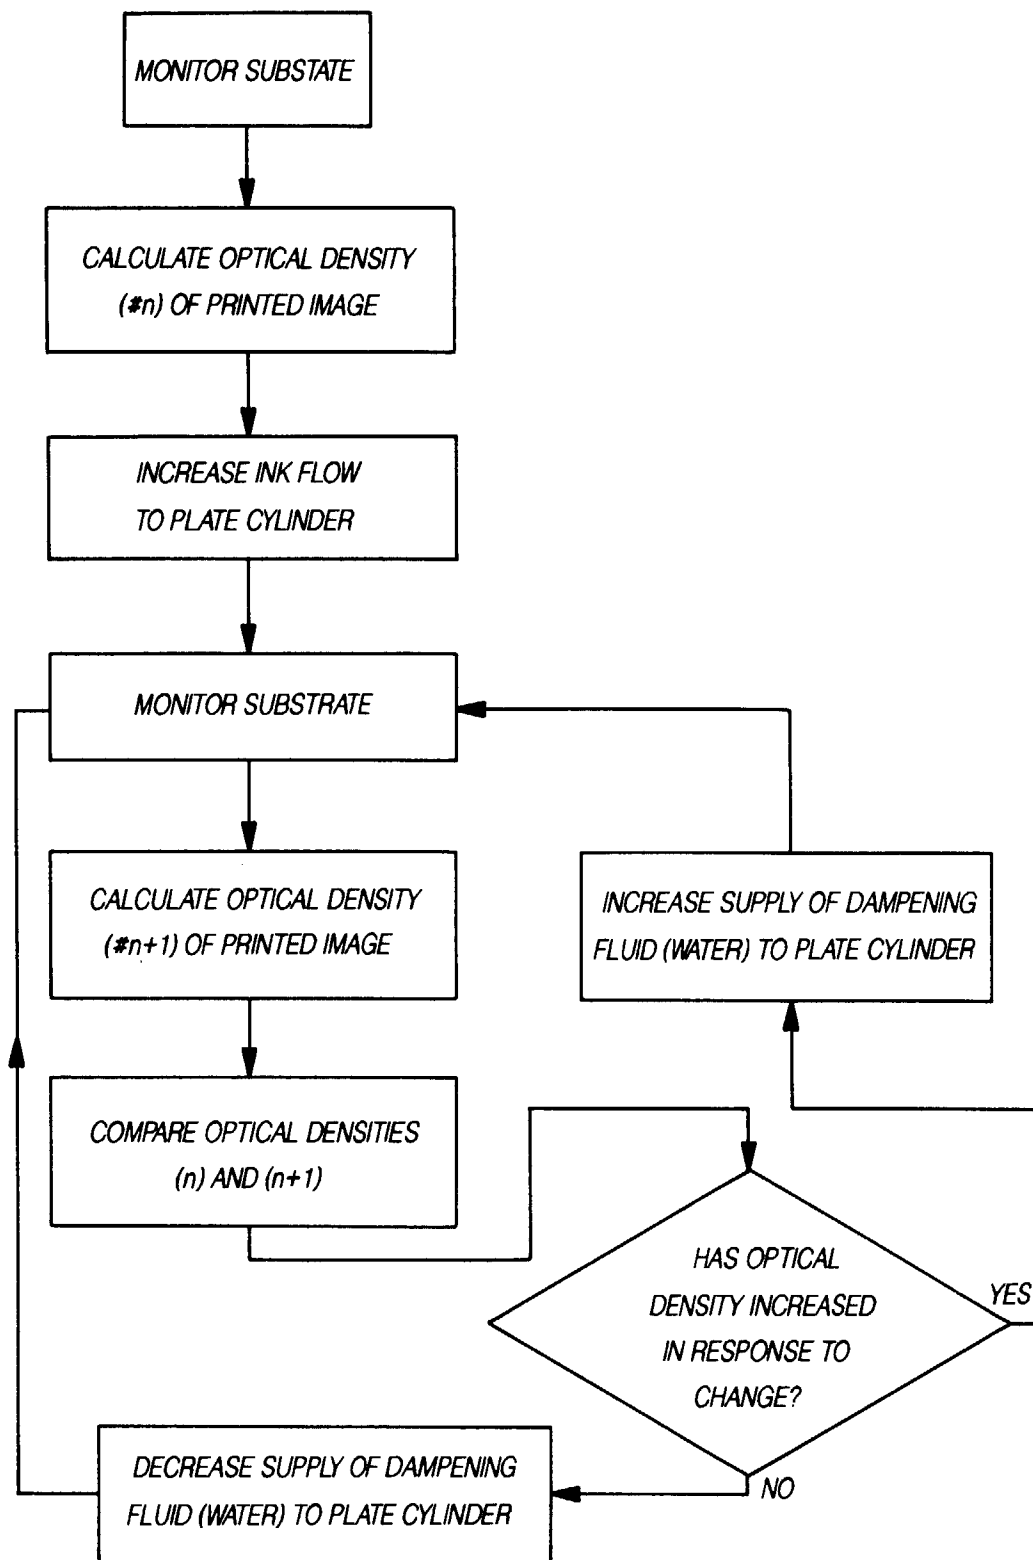 MONITOR SUBSTATE
CALCULATE OPTICAL DENSITY
(#n) OF PRINTED IMAGE
INCREASE INK FLOW
TO PLATE CYLINDER
MONITOR SUBSTRATE
CALCULATE OPTICAL DENSITY
(#n+1) OF PRINTED IMAGE
INCREASE SUPPLY OF DAMPENING
FLUID (WATER) TO PLATE CYLINDER
COMPARE OPTICAL DENSITIES
(n) AND (n+1)
HAS OPTICAL
DENSITY INCREASED
IN RESPONSE TO
CHANGE?
YES
NO
DECREASE SUPPLY OF DAMPENING
FLUID (WATER) TO PLATE CYLINDER